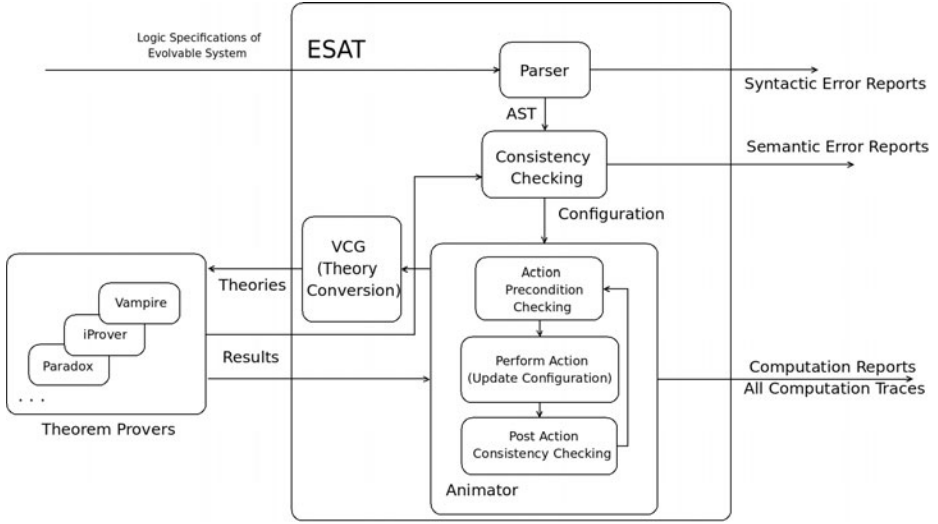 Logic Specifications of
Evolvable System
ESAT
Parser
Syntactic Error Reports
AST
Semantic Error Reports
Consistency
Checking
Configuration
VCG
(Theory
Conversion)
Theories
Action
Precondition
Checking
Vampire
iProver
Paradox
. . .
Results
Perform Action
(Update Configuration)
Computation Reports
All Computation Traces
Theorem Provers
Post Action
Consistency Checking
Animator